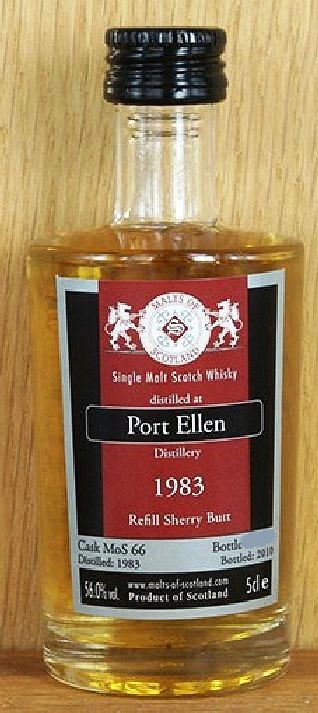 MALTS OF
SCOTLAND
S
Single Malt Scotch Whisky
distilled at
Port Ellen
Distillery
1983
Refill Sherry Butt
Cask MoS 66
Distilled: 1983
Bottle
Bottled: 2010
56.0%vol.
www.malts-of-scotland.com
Product of Scotland
5cl e